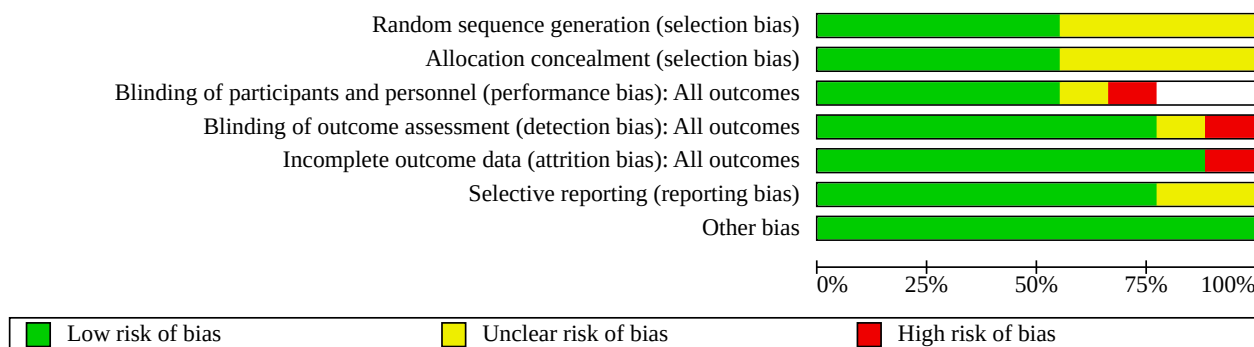 Random sequence generation (selection bias)
Allocation concealment (selection bias)
Blinding of participants and personnel (performance bias): All outcomes
Blinding of outcome assessment (detection bias): All outcomes
Incomplete outcome data (attrition bias): All outcomes
Selective reporting (reporting bias)
Other bias
0% 25% 50% 75% 100%
Low risk of bias Unclear risk of bias High risk of bias